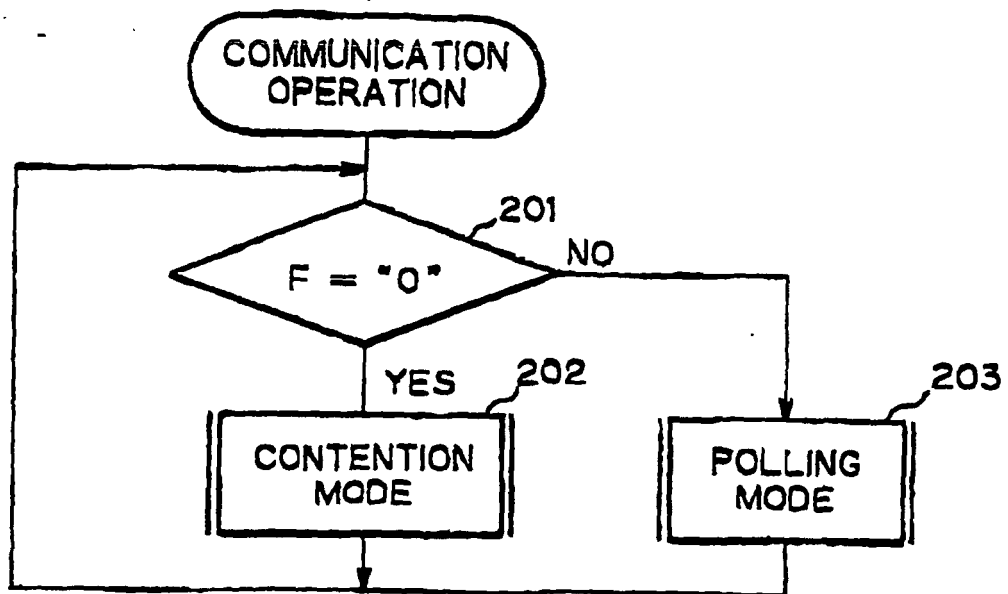 COMMUNICATION
OPERATION
201
F = "0"
NO
YES
202
203
CONTENTION
MODE
POLLING
MODE